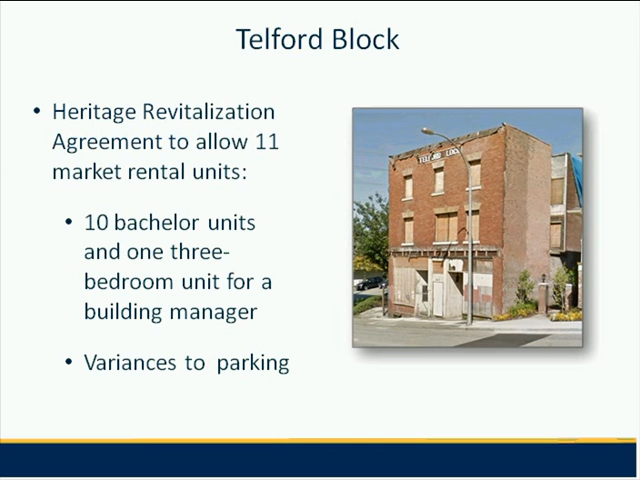 Telford Block
• Heritage Revitalization
Agreement to allow 11
market rental units:
• 10 bachelor units
and one three-
bedroom unit for a
building manager
• Variances to parking